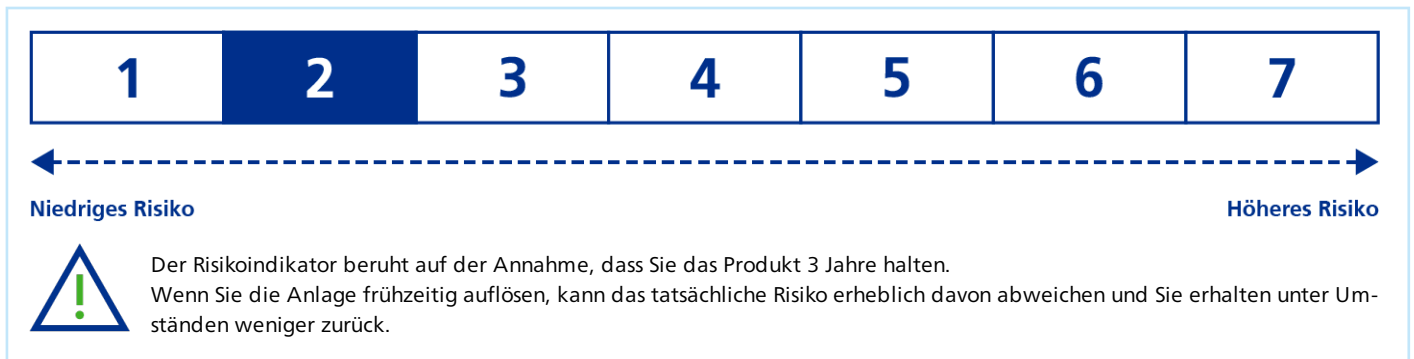 1 2 3 4 5 6 7
Niedriges Risiko Höheres Risiko
Der Risikoindikator beruht auf der Annahme, dass Sie das Produkt 3 Jahre halten.
Wenn Sie die Anlage frühzeitig auflösen, kann das tatsächliche Risiko erheblich davon abweichen und Sie erhalten unter Um-
ständen weniger zurück.